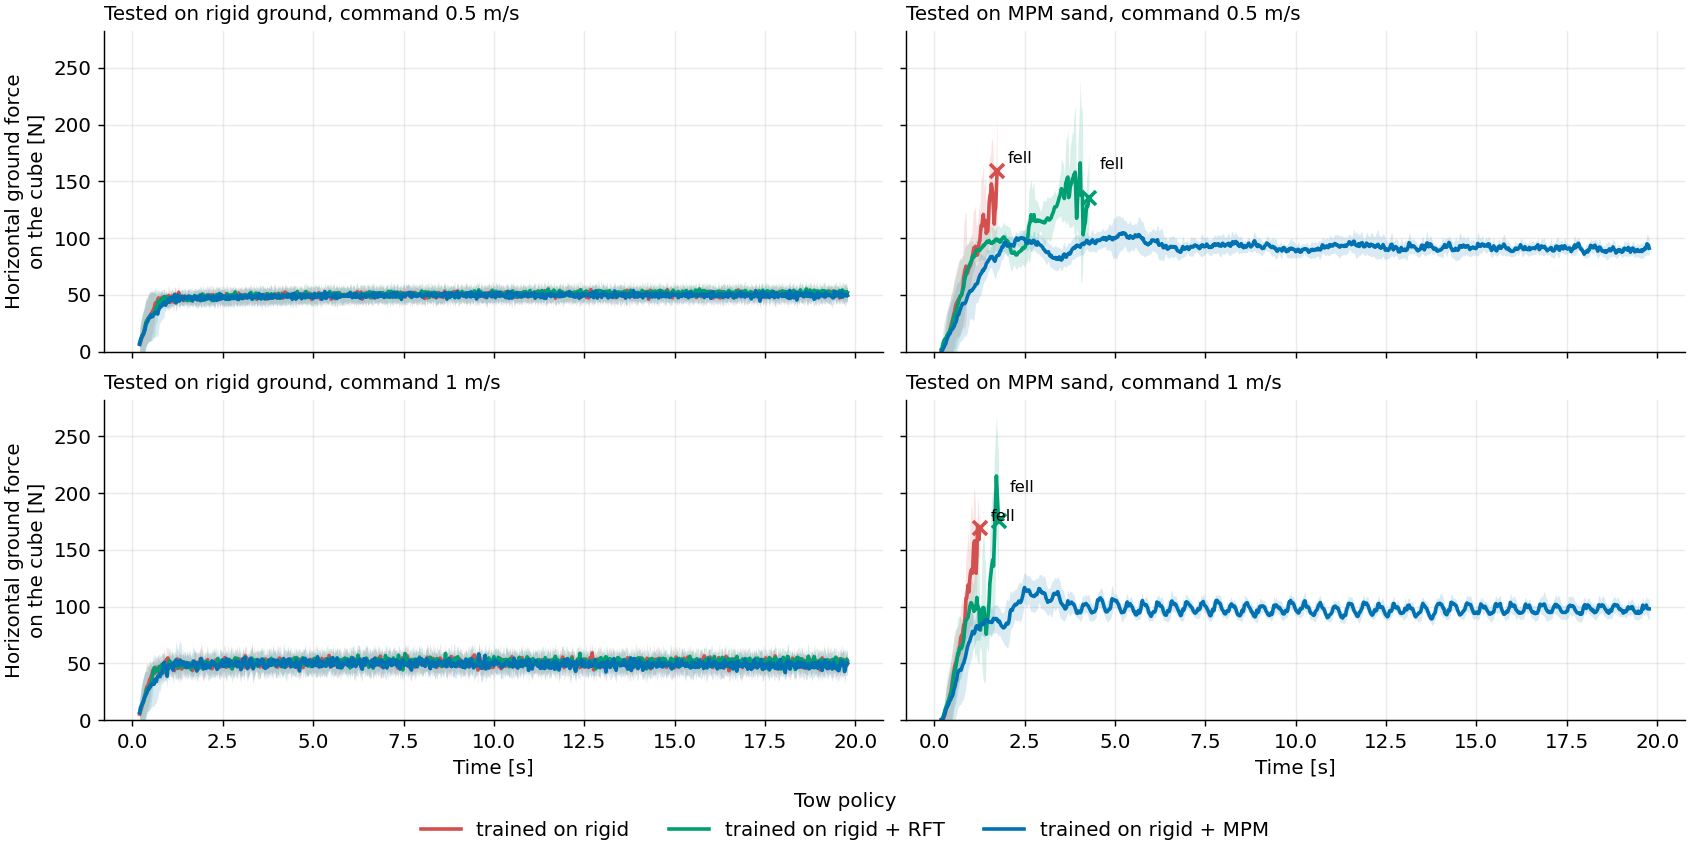 Tested on rigid ground, command 0.5 m/s
Tested on MPM sand, command 0.5 m/s
Horizontal ground force
on the cube [N]
250
200
150
100
50
0
fell
fell
Tested on rigid ground, command 1 m/s
Tested on MPM sand, command 1 m/s
Horizontal ground force
on the cube [N]
250
200
150
100
50
0
fell
fell
0.0 2.5 5.0 7.5 10.0 12.5 15.0 17.5 20.0
0.0 2.5 5.0 7.5 10.0 12.5 15.0 17.5 20.0
Time [s]
Time [s]
Tow policy
trained on rigid
trained on rigid + RFT
trained on rigid + MPM